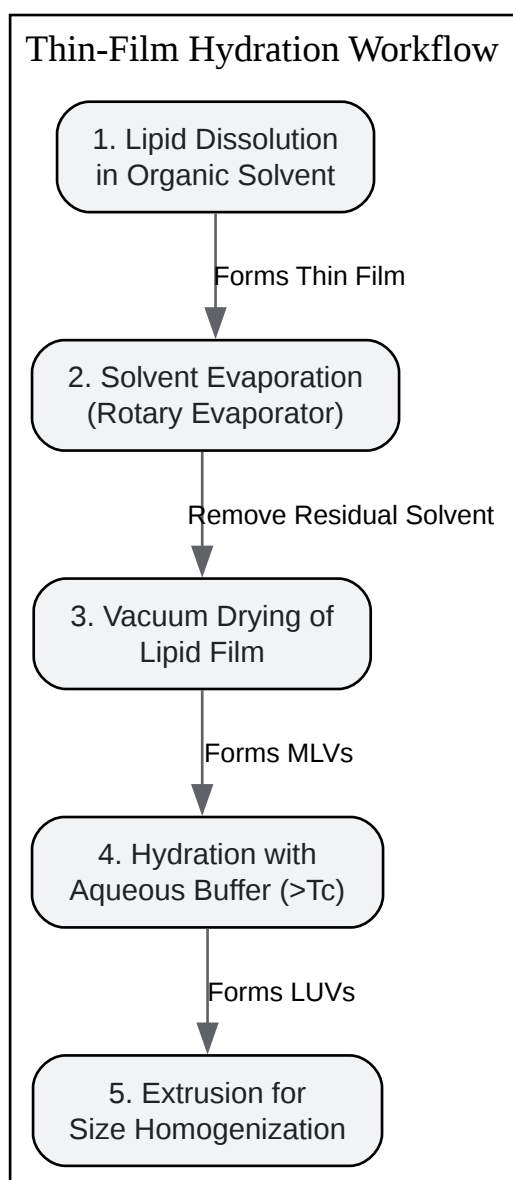 Thin-Film Hydration Workflow
1. Lipid Dissolution
in Organic Solvent
Forms Thin Film
2. Solvent Evaporation
(Rotary Evaporator)
Remove Residual Solvent
3. Vacuum Drying of
Lipid Film
Forms MLVs
4. Hydration with
Aqueous Buffer (>Tc)
Forms LUVs
5. Extrusion for
Size Homogenization